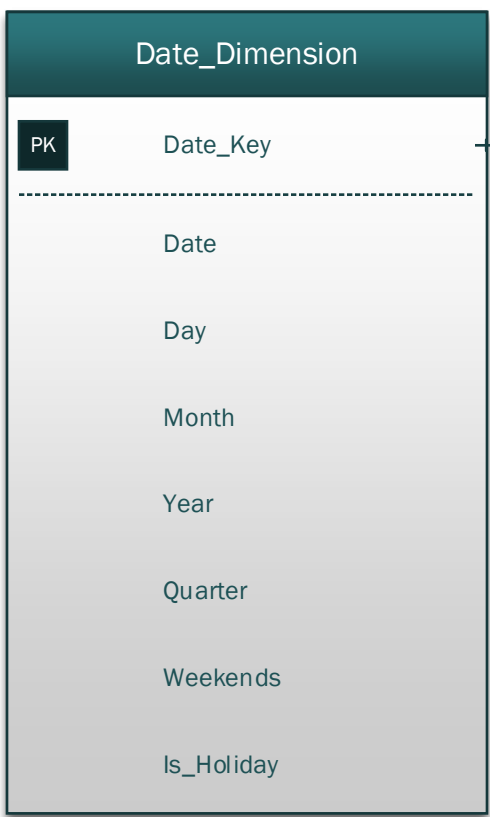 Date_Dimension
PK Date_Key
Date
Day
Month
Year
Quarter
Weekends
Is_Holiday